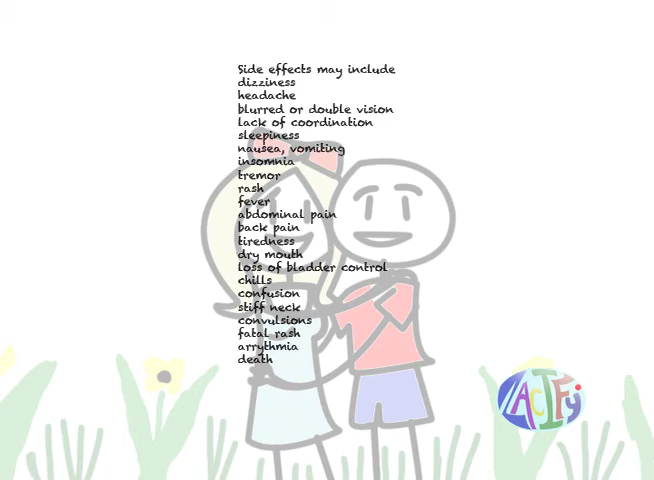 Side effects may include
dizziness
headache
blurred or double vision
lack of coordination
sleepiness
nausea, vomiting
insomnia
tremor
rash
fever
abdominal pain
back pain
tiredness
dry mouth
loss of bladder control
chills
confusion
stiff neck
convulsions
fatal rash
arrythmia
death